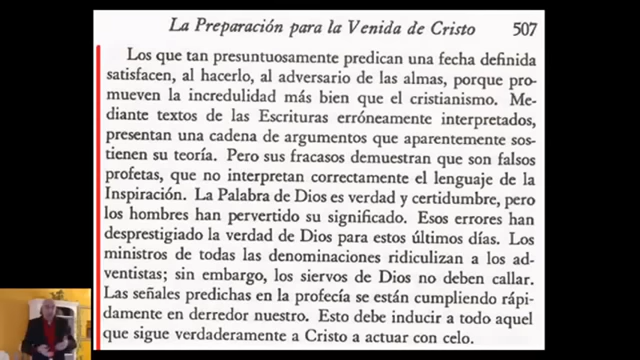 La Preparación para la Venida de Cristo 507
Los que tan presuntuosamente predican una fecha definida
satisfacen, al hacerlo, al adversario de las almas, porque pro-
mueven la incredulidad más bien que el cristianismo. Me-
diante textos de las Escrituras erróneamente interpretados,
presentan una cadena de argumentos que aparentemente sos-
tienen su teoría. Pero sus fracasos demuestran que son falsos
profetas, que no interpretan correctamente el lenguaje de la
Inspiración. La Palabra de Dios es verdad y certidumbre, pero
los hombres han pervertido su significado. Esos errores han
desprestigiado la verdad de Dios para estos últimos días. Los
ministros de todas las denominaciones ridiculizan a los ad-
ventistas; sin embargo, los siervos de Dios no deben callar.
Las señales predichas en la profecía se están cumpliendo rápi-
damente en derredor nuestro. Esto debe inducir a todo aquel
que sigue verdaderamente a Cristo a actuar con celo.